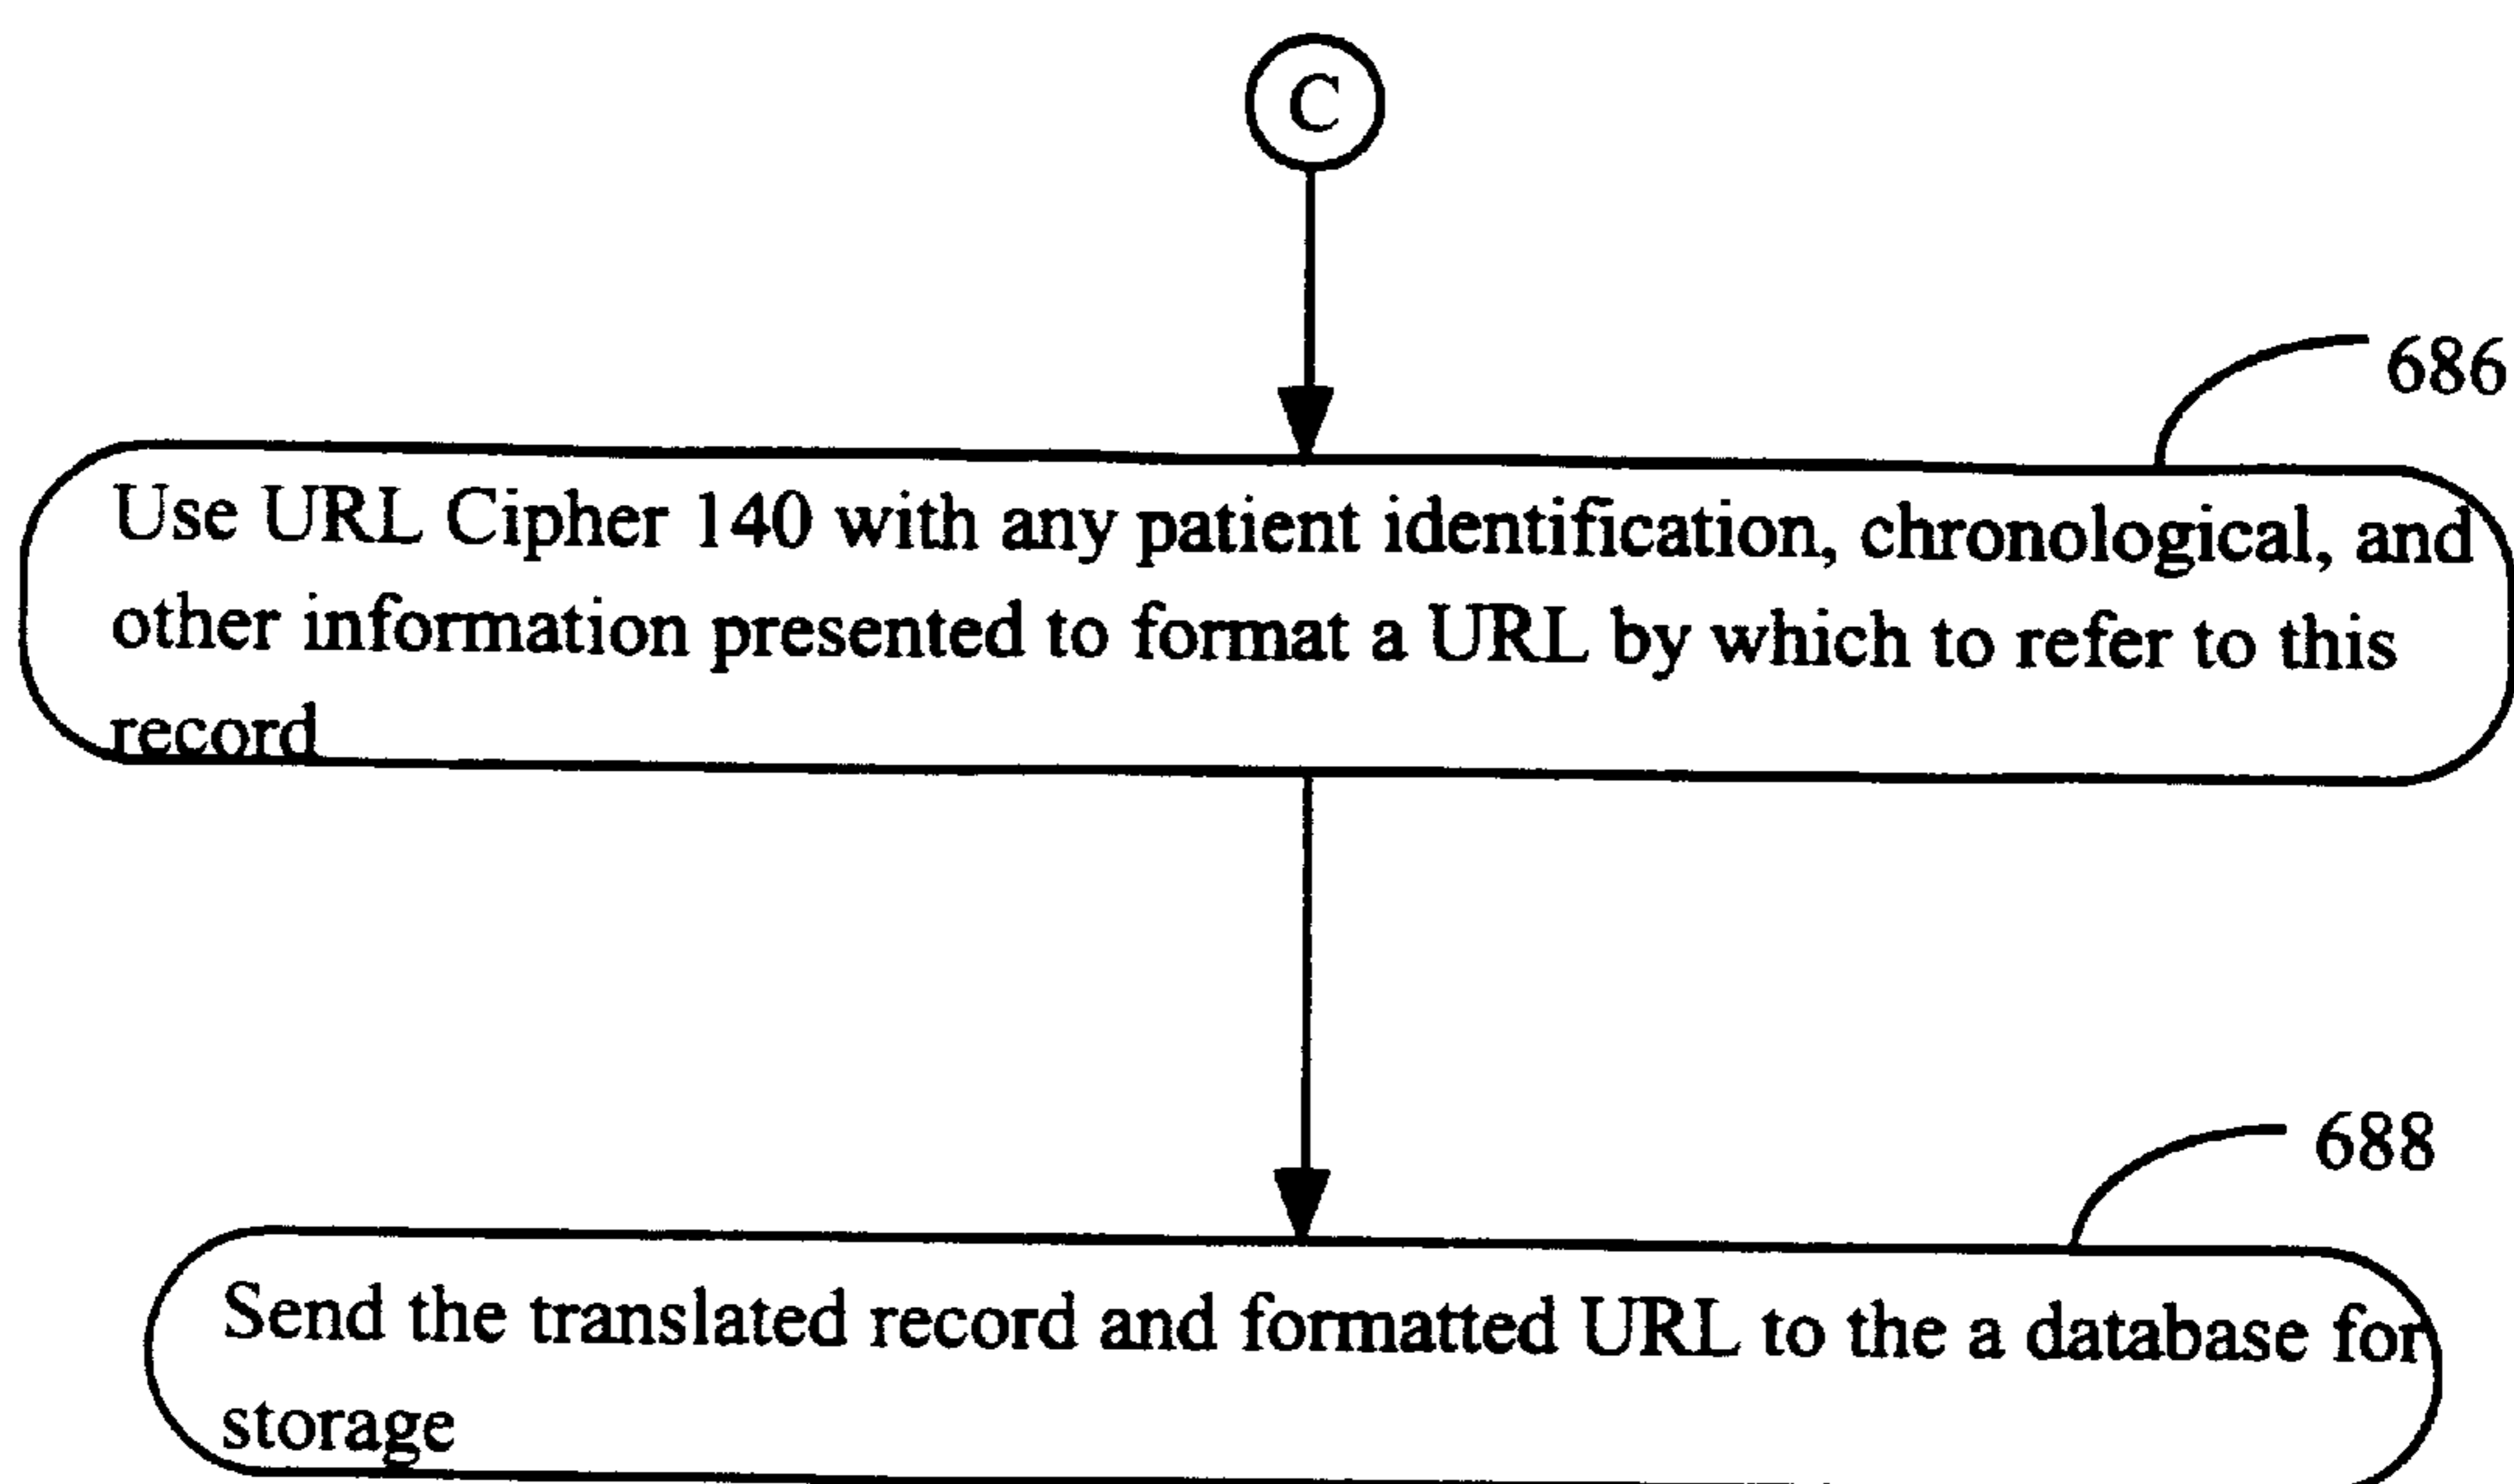 C
686
Use URL Cipher 140 with any patient identification, chronological, and
other information presented to format a URL by which to refer to this
record
688
Send the translated record and formatted URL to the a database for
storage